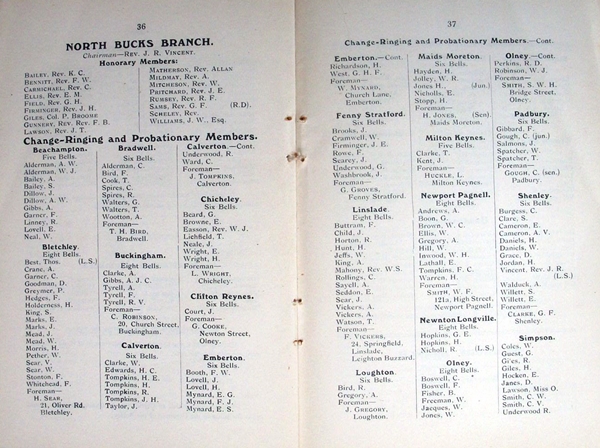 36
NORTH BUCKS BRANCH.
Chairman—REV. J. R. VINCENT.
Honorary Members:
BAILEY, REV. K. C.
BENNITT, REV. F. W.
CARMICHAEL, REV. C.
ELLIS, REV. E. M.
FIELD, REV. G. H.
FIRMINGER, REV. J. H.
GILES, COL. P. BROOME
GUNNERY, REV. REV. F. B.
LAWSON, REV. J. T.
MATHERSON, REV. ALLAN
MILDMAY, REV. A.
MITCHESON, REV. W.
PRITCHARD, REV. J. E.
RUMSEY, REV. R. F.
SAMS, REV. G. F. (R.D.)
SCHELEY, REV.
WILLIAMS, J. W., ESQ.
Change-Ringing and Probationary Members.
Beachampton.
Five Bells.
Alderman, A. W.
Alderman, W. J.
Bailey, A.
Bailey, S.
Dillow, J.
Dillow, A. W.
Gibbs, A.
Garner, F.
Linney, R.
Lovell, E.
Neal, W.
Bletchley.
Eight Bells.
Best, Thos. (L.S.)
Crane, A.
Garner, C.
Goodman, D.
Greymer, P.
Hedges, F.
Holdorness, H.
King, S.
Marks, E.
Marks, J.
Mead, J.
Mead, W.
Morris, H.
Pether, W.
Sear, V.
Sear, W.
Stonton, F.
Whitehead, F.
Foreman—
H. SEAR,
21, Oliver Rd.
Bletchley.
Bradwell.
Six Bells.
Alderman, C.
Bird, F.
Cook, T.
Spires, C.
Spires, R.
Walters, G.
Walters, T.
Wootton, A.
Foreman—
T. H. BIRD,
Bradwell.
Buckingham.
Eight Bells.
Clarke, A.
Gibbs, A. J. C.
Tyrell, A.
Tyrell, F.
Tyrell, R. V.
Foreman—
C. ROBINSON,
20, Church Street,
Buckingham.
Calverton.
Six Bells.
Clarke, W.
Edwards, H. C.
Tompkins, H. E.
Tompkins, H.
Tompkins, R.
Tompkins, J. H.
Taylor, J.
Calverton.—Cont.
Underwood, R.
Ward, C.
Foreman—
J. TOMPKINS,
Calverton.
Chicheley.
Six Bells.
Beard, G.
Browne, E.
Easson, Rev. W. J.
Lichfield, T.
Neale, J.
Wright, E.
Wright, H.
Foreman—
L. WRIGHT,
Chicheley.
Clifton Reynes.
Six Bells.
Court, J.
Foreman—
G. COOKE,
Newton Street,
Olney.
Emberton.
Six Bells.
Booth, F. W.
Lovell, J.
Lovell, H.
Mynard, E. G.
Mynard, F. J.
Mynard, E. S.
37
Change-Ringing and Probationary Members.—Cont.
Emberton.—Cont.
Richardson, H.
West, G. H. F.
Foreman—
W. MYNARD,
Church Lane,
Emberton.
Fenny Stratford.
Six Bells.
Brooks, J.
Cranwell, W.
Firminger, J. E.
Rowe, F.
Scarey, J.
Underwood, G.
Washbrook, J.
Foreman—
G. GROVES,
Fenny Stratford.
Linslade.
Eight Bells.
Buttram, F.
Child, J.
Horton, R.
Hunt, H.
Jeffs, W.
King, A.
Mahony, Rev. W.S.
Rollings, C.
Sayell, A.
Seddon, E.
Sear, J.
Vickers, A.
Vickers, A.
Watson, T.
Foreman—
F. VICKERS,
24, Springfield,
Linslade,
Leighton Buzzard.
Loughton.
Six Bells.
Bird, R.
Gregory, A.
Foreman—
J. GREGORY,
Loughton.
Maids Moreton.
Six Bells.
Hayden, H.
Jolley, W. R.
Jones H., (Jun.)
Nicholls, E.
Stopp, H.
Foreman—
H. JONES, (Sen.)
Maids Moreton.
Milton Keynes.
Five Bells.
Clarke, T.
Kent, J.
Foreman—
HUCKLE, L.
Milton Keynes.
Newport Pagnell.
Eight Bells.
Andrews, A.
Boon, G.
Brown, W. C.
Ellis, W.
Gregory, A.
Hill, W.
Inwood, W. H.
Lathall, E.
Tompkins, F. C.
Warren, H.
Foreman—
SMITH, W. F.
121a, High Street,
Newport Pagnell.
Newton Longville.
Eight Bells.
Hopkins, G. E.
Hopkins, H.
Nicholl, R. (L.S.)
Olney.
Eight Bells.
Boswell, C.
Boswell, F.
Fisher, B.
Freeman, W.
Jacques, W.
Jones, W.
Olney.—Cont.
Perkins, R. D.
Robinson, W. J.
Foreman—
SMITH, S. W. H.
Bridge Street,
Olney.
Padbury.
Six Bells.
Gibbard, F.
Gough, C. (jun.)
Salmons, J.
Spatcher, W.
Spatcher, T.
Foreman—
GOUGH, C. (sen.)
Padbury.
Shenley.
Six Bells.
Burgess, C.
Clare, S.
Cameron, E.
Cameron, A. V.
Daniels, H.
Daniels, W.
Grace, D.
Jordan, H.
Vincent, Rev. J. R.
(L.S.)
Walduck, A.
Willett, S.
Willett, E.
Foreman—
CLARKE, G. F.
Shenley.
Simpson.
Coles, W.
Guest, G.
Giles, R.
Giles, H.
Hocken, E.
Janes, D.
Lawson, Miss O.
Smith, C. W.
Smith, C. V.
Underwood R.